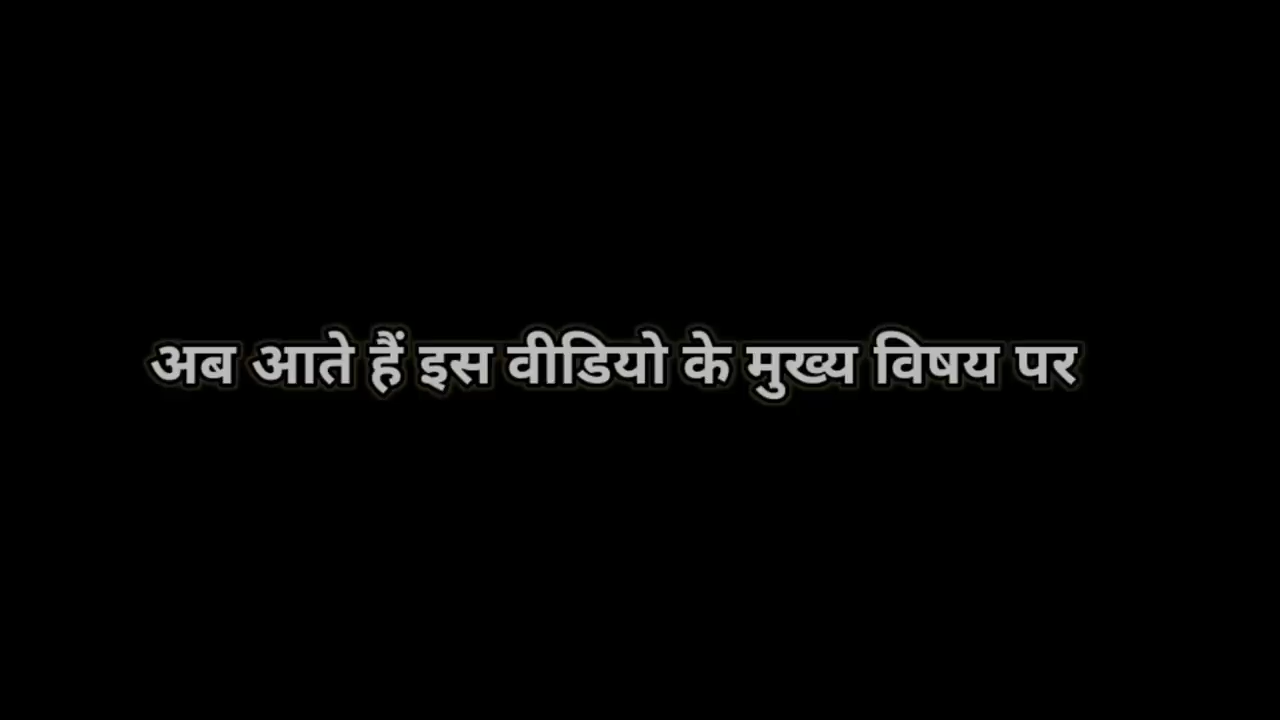 अब आते हैं इस वीडियो के मुख्य विषय पर